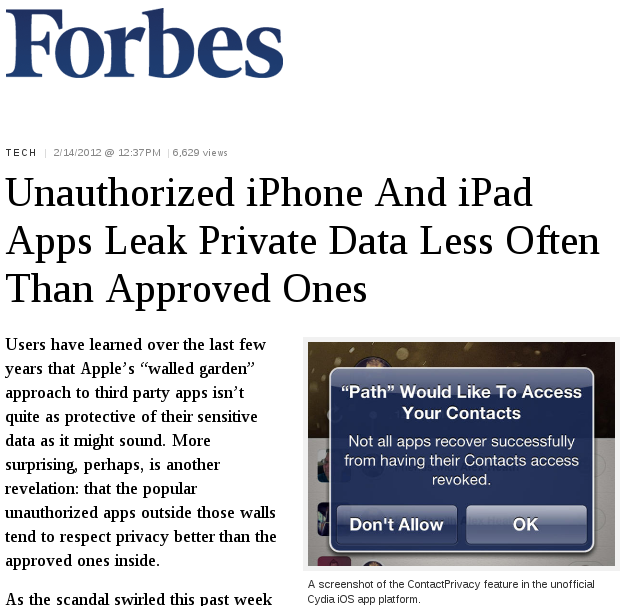 Forbes
TECH | 2/14/2012 @ 12:37PM | 6,629 views
Unauthorized iPhone And iPad
Apps Leak Private Data Less Often
Than Approved Ones
Users have learned over the last few
years that Apple’s “walled garden”
approach to third party apps isn’t
quite as protective of their sensitive
data as it might sound. More
surprising, perhaps, is another
revelation: that the popular
unauthorized apps outside those walls
tend to respect privacy better than the
approved ones inside.
As the scandal swirled this past week
“Path” Would Like To Access
Your Contacts
Not all apps recover successfully
from having their Contacts access
revoked.
Don't Allow
OK
A screenshot of the ContactPrivacy feature in the unofficial
Cydia iOS app platform.